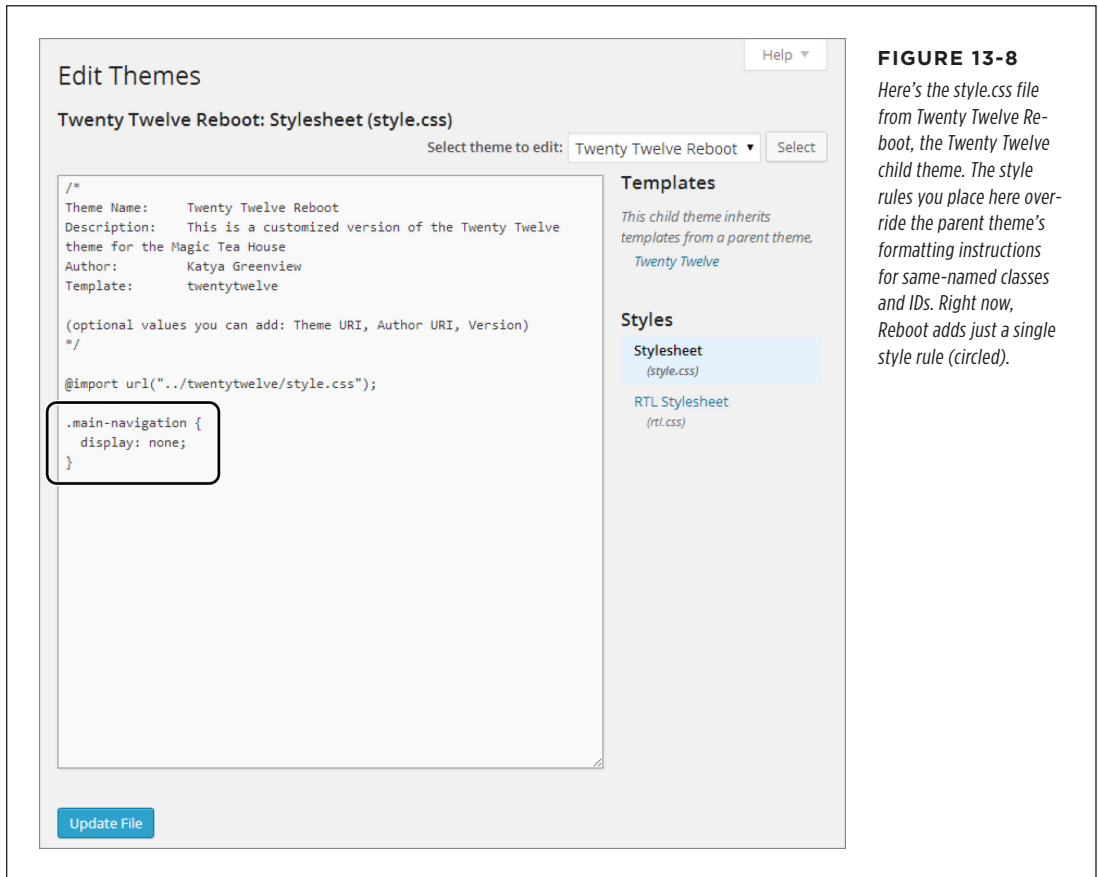 Help
Edit Themes
Twenty Twelve Reboot: Stylesheet (style.css)
Select theme to edit: Twenty Twelve Reboot Select
/*
Theme Name: Twenty Twelve Reboot
Description: This is a customized version of the Twenty Twelve
theme for the Magic Tea House
Author: Katya Greenview
Template: twentytwelve
(optional values you can add: Theme URI, Author URI, Version)
*/
@import url("../twentytwelve/style.css");
.main-navigation {
display: none;
}
Templates
This child theme inherits
templates from a parent theme,
Twenty Twelve
Styles
Stylesheet
(style.css)
RTL Stylesheet
(rtl.css)
Update File
FIGURE 13-8
Here's the style.css file
from Twenty Twelve Re-
boot, the Twenty Twelve
child theme. The style
rules you place here over-
ride the parent theme's
formatting instructions
for same-named classes
and IDs. Right now,
Reboot adds just a single
style rule (circled).